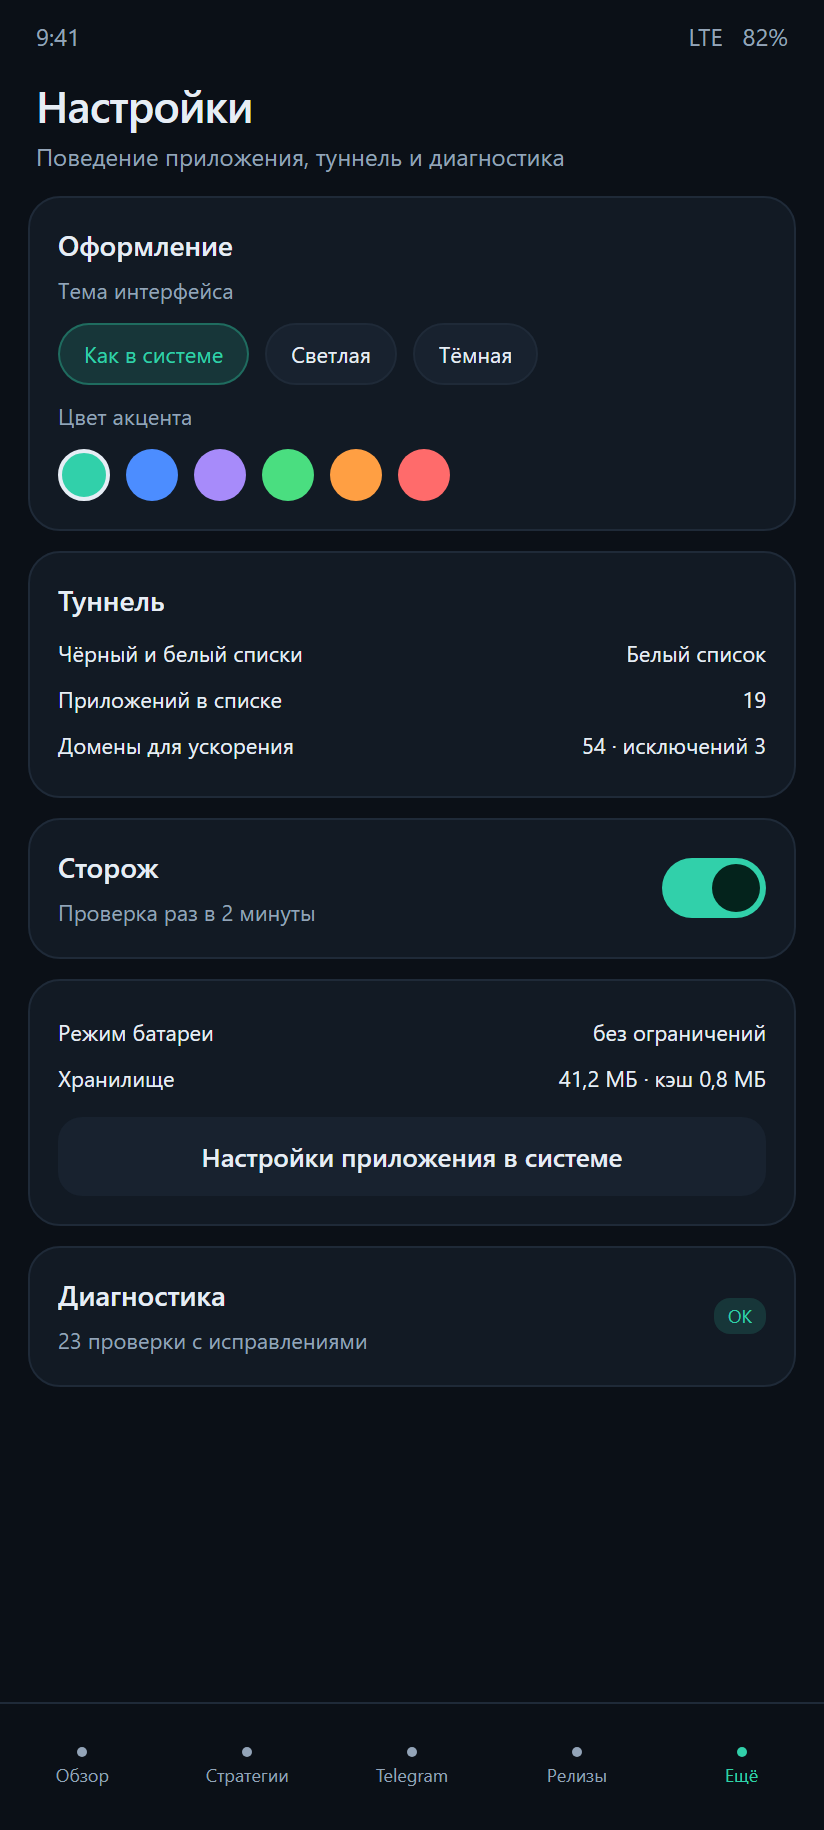 9:41 LTE 82%
Настройки
Поведение приложения, туннель и диагностика
Оформление
Тема интерфейса
Как в системе Светлая Тёмная
Цвет акцента
Туннель
Чёрный и белый списки Белый список
Приложений в списке 19
Домены для ускорения 54 · исключений 3
Сторож
Проверка раз в 2 минуты
Режим батареи без ограничений
Хранилище 41,2 МБ · кэш 0,8 МБ
Настройки приложения в системе
Диагностика
23 проверки с исправлениями
ОК
Обзор Стратегии Telegram Релизы Ещё